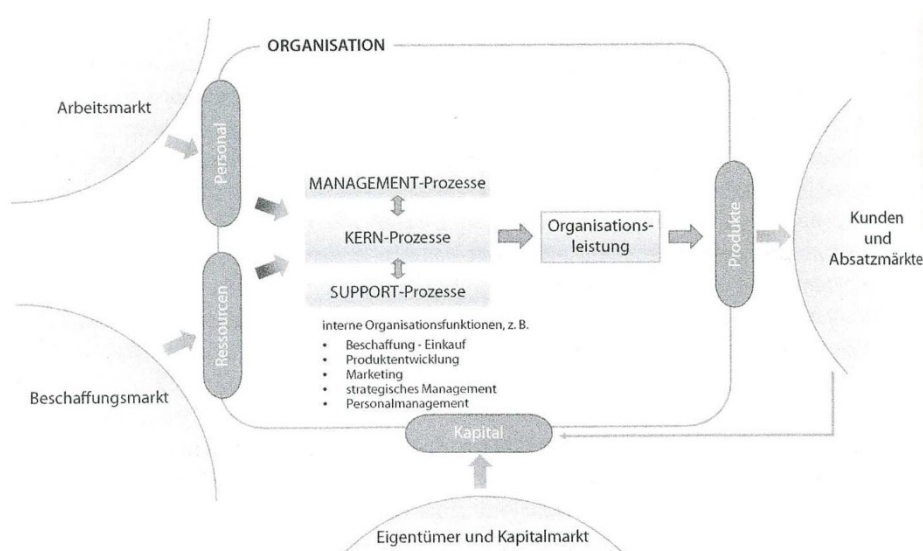 ORGANISATION
Arbeitsmarkt
Personal
MANAGEMENT-Prozesse
KERN-Prozesse
SUPPORT-Prozesse
Organisations-
leistung
Produkte
Kunden
und
Absatzmärkte
Ressourcen
Beschaffungsmarkt
interne Organisationsfunktionen, z. B.
• Beschaffung - Einkauf
• Produktentwicklung
• Marketing
• strategisches Management
• Personalmanagement
Kapital
Eigentümer und Kapitalmarkt